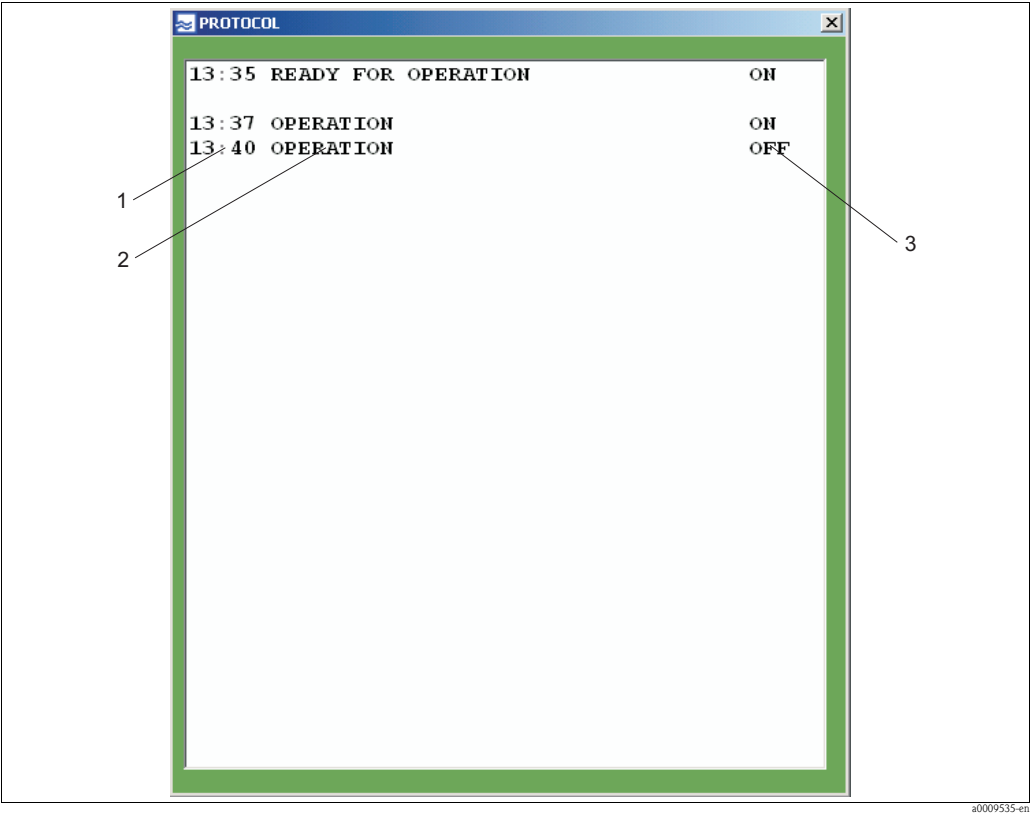 PROTOCOL
13:35 READY FOR OPERATION ON
13:37 OPERATION ON
13:40 OPERATION OFF
1
2
3
a0009535-en